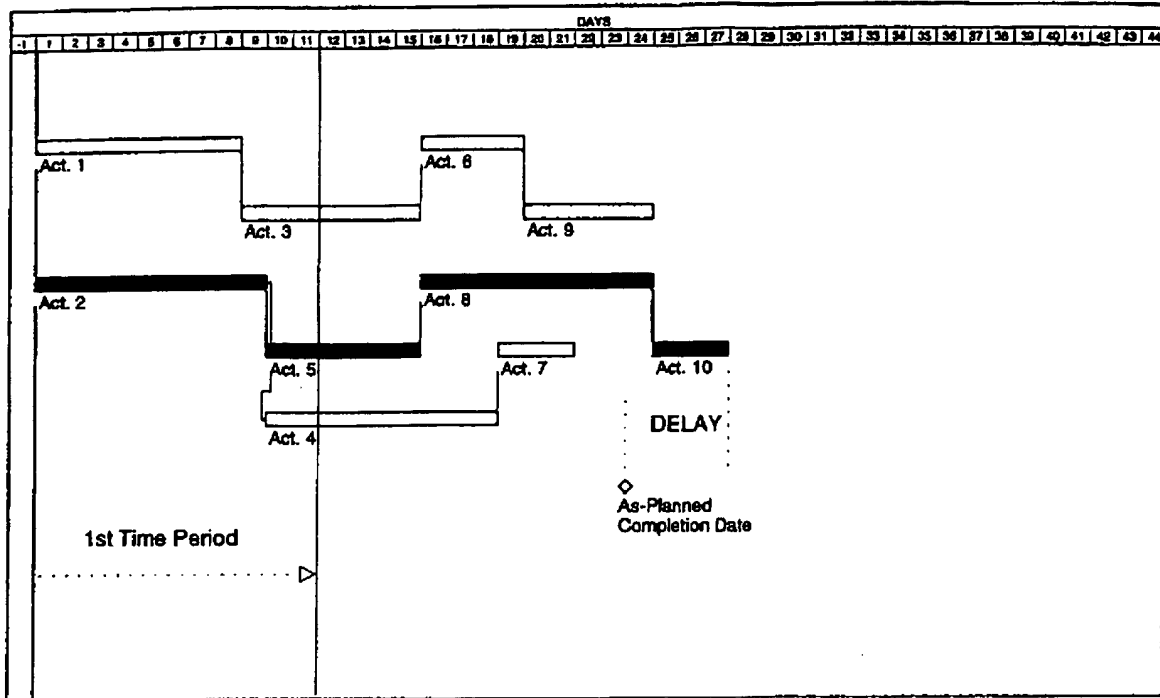 DAYS
-1 1 2 3 4 5 6 7 8 9 10 11 12 13 14 15 16 17 18 19 20 21 22 23 24 25 26 27 28 29 30 31 32 33 34 35 36 37 38 39 40 41 42 43 44
Act. 1
Act. 6
Act. 3
Act. 9
Act. 2
Act. 8
Act. 5
Act. 7
Act. 10
Act. 4
DELAY
As-Planned
Completion Date
1st Time Period